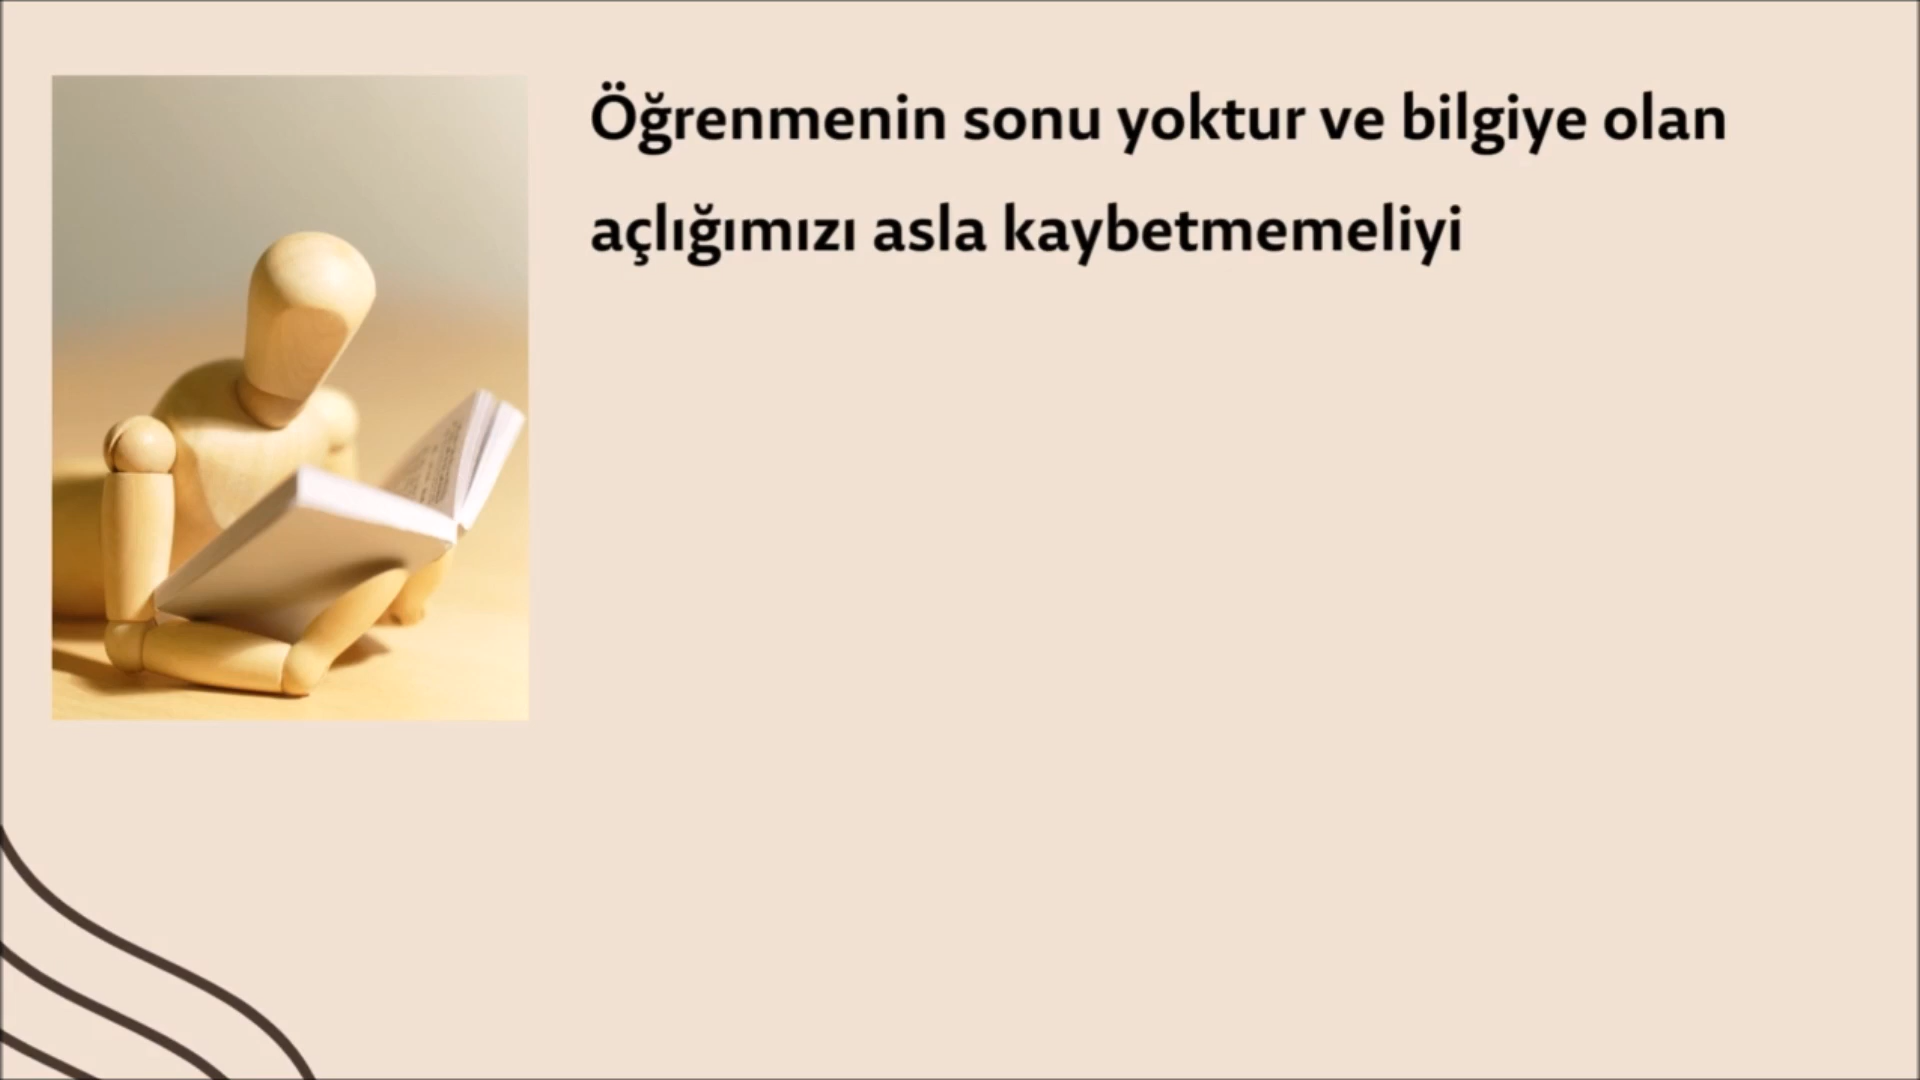 Öğrenmenin sonu yoktur ve bilgiye olan
açlığımızı asla kaybetmemeliyi